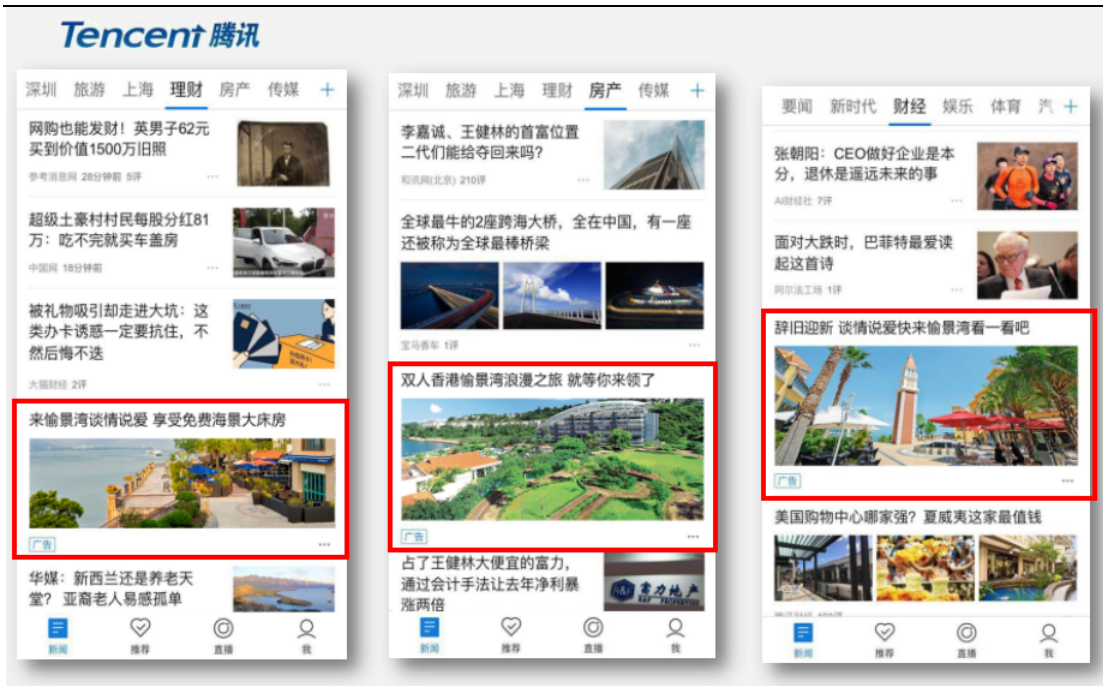 Tencent 腾讯
深圳 旅游 上海 理财 房产 传媒 +
网购也能发财！英男子62元
买到价值1500万旧照
参考消息网 28分钟前 5评
超级土豪村村民每股分红81
万：吃不完就买车盖房
中国网 18分钟前
被礼物吸引却走进大坑：这
类办卡诱惑一定要抗住，不
然后悔不迭
大猫财经 2评
来愉景湾谈情说爱 享受免费海景大床房
广告
华媒：新西兰还是养老天
堂？ 亚裔老人易感孤单
新闻 推荐 直播 我
深圳 旅游 上海 理财 房产 传媒 +
李嘉诚、王健林的首富位置
二代们能给夺回来吗？
和讯网(北京) 210评
全球最牛的2座跨海大桥，全在中国，有一座
还被称为全球最棒桥梁
宝马香车 1评
双人香港愉景湾浪漫之旅 就等你来领了
广告
占了王健林大便宜的富力，
通过会计手法让去年净利暴
涨两倍
R&F 富力地产
R&F PROPERTIES
新闻 推荐 直播 我
要闻 新时代 财经 娱乐 体育 汽 +
张朝阳：CEO做好企业是本
分，退休是遥远未来的事
AI财经社 7评
面对大跌时，巴菲特最爱读
起这首诗
阿尔法工场 1评
辞旧迎新 谈情说爱快来愉景湾看一看吧
广告
美国购物中心哪家强？夏威夷这家最值钱
新闻 推荐 直播 我